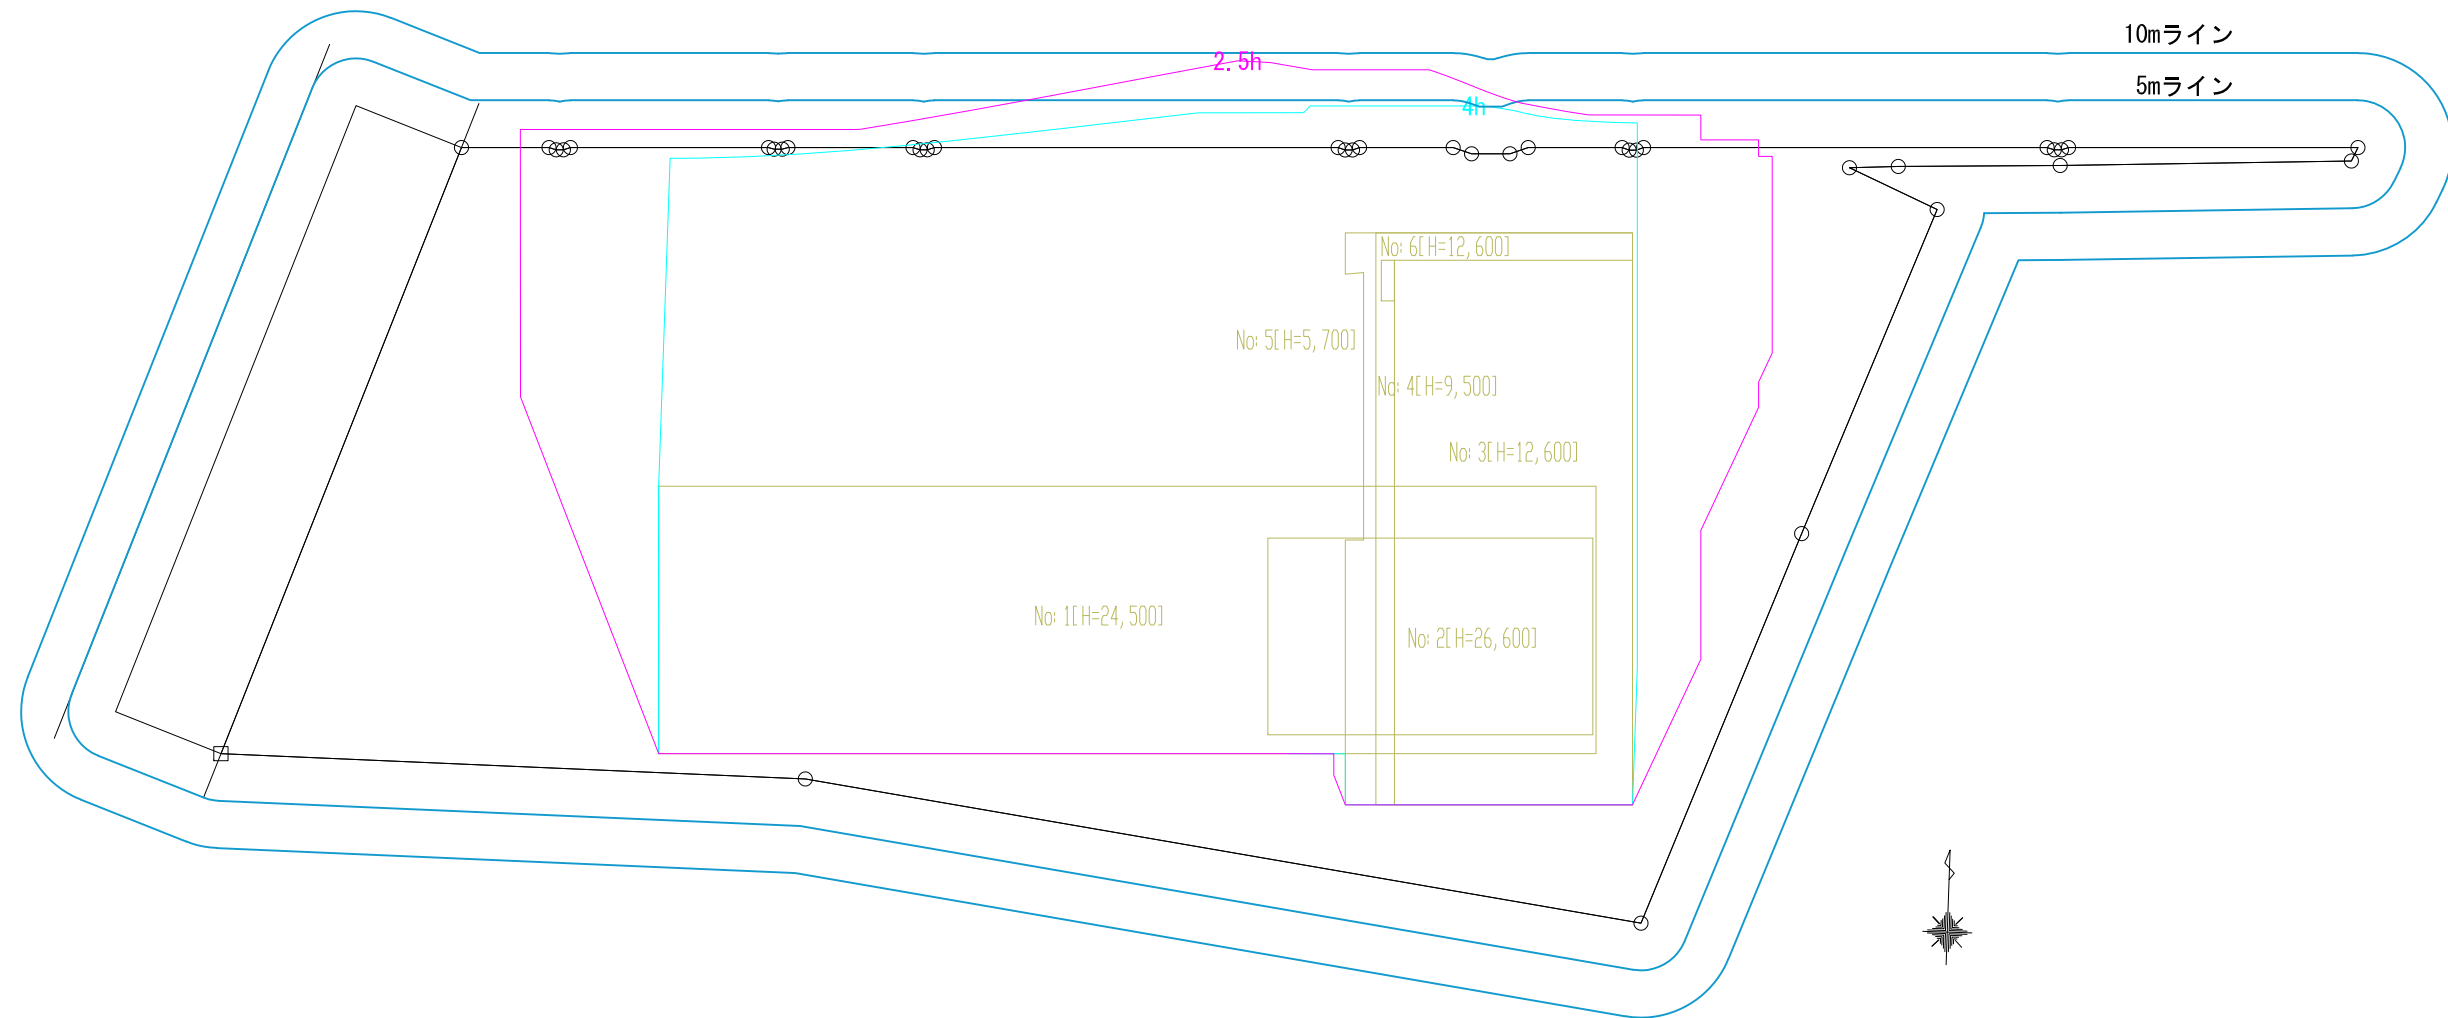 10mライン
2.5h
5mライン
4h
No: 6[H=12,600]
No: 5[H=5,700]
No: 4[H=9,500]
No: 3[H=12,600]
No: 1[H=24,500]
No: 2[H=26,600]